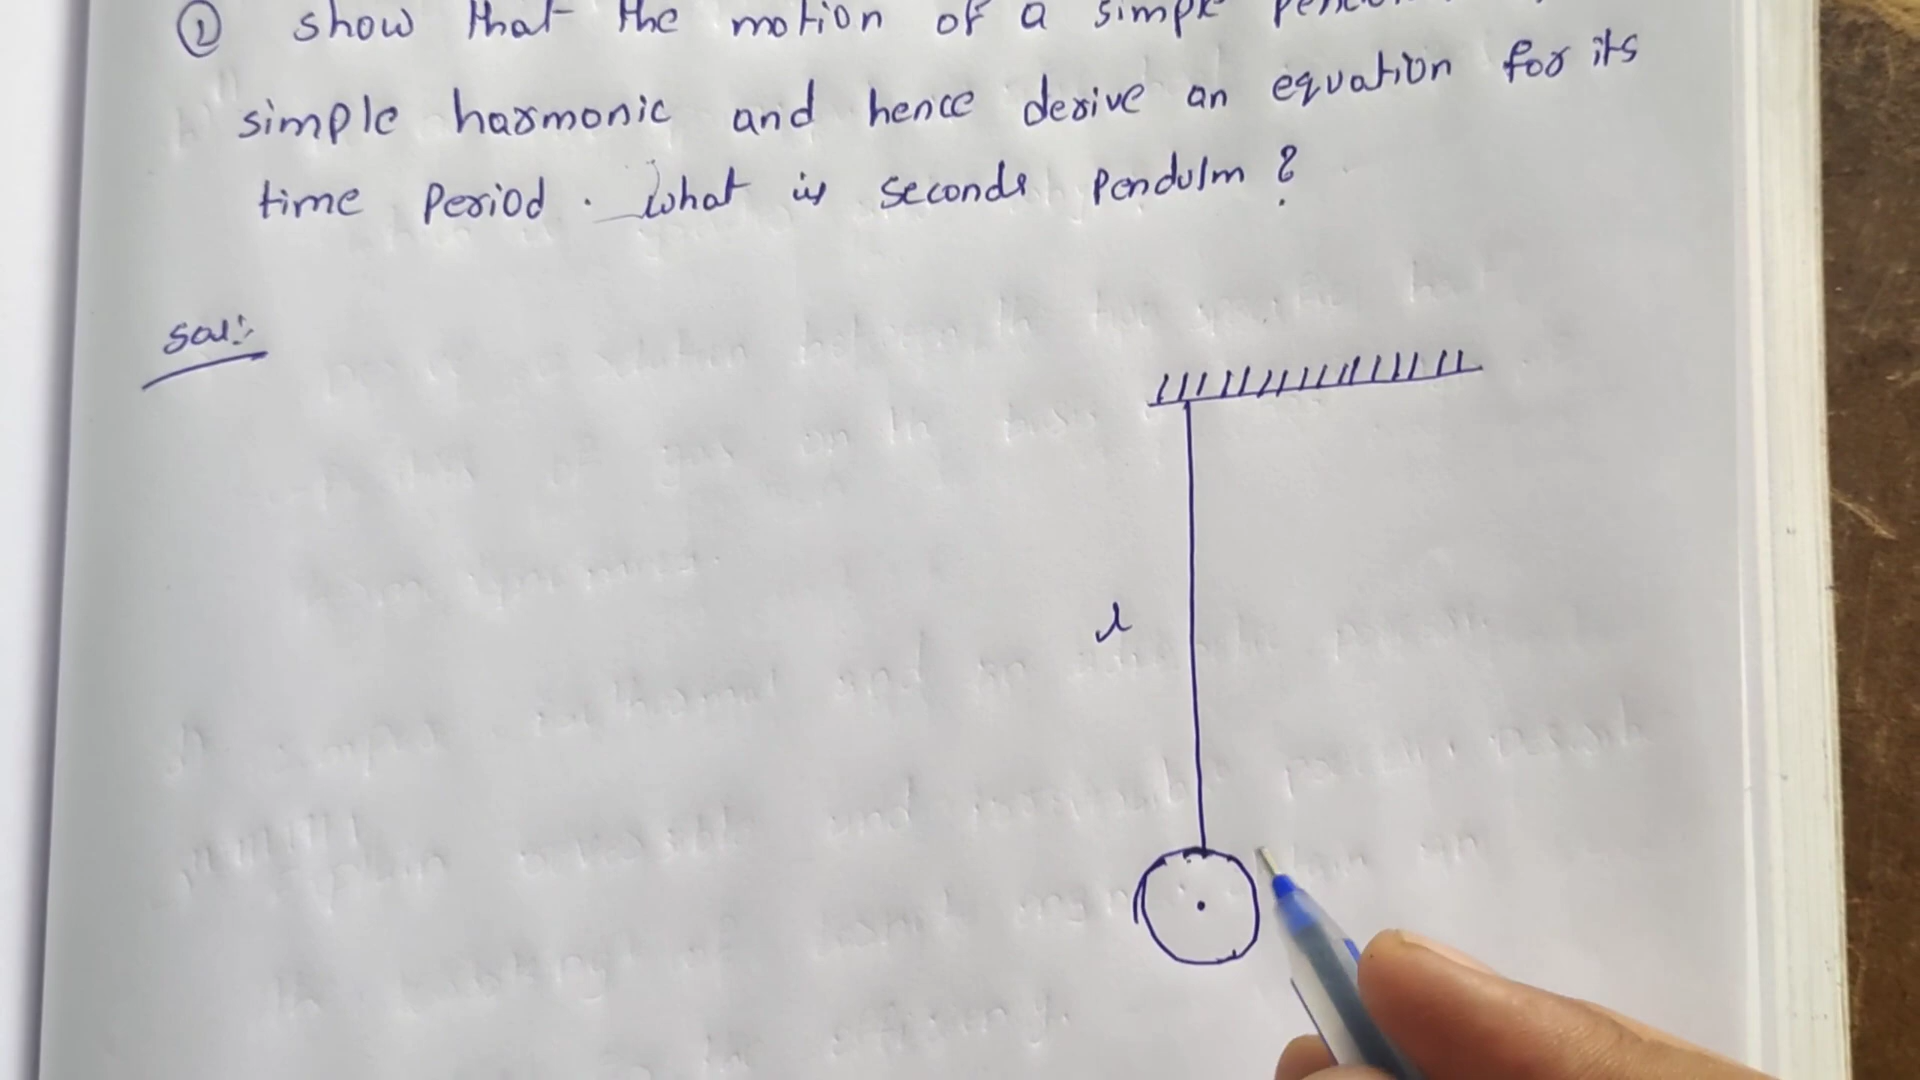 ① show that the motion of a simple
simple harmonic and hence derive an equation for its
time Period. what is seconds Pendulm ?
Sol:
l